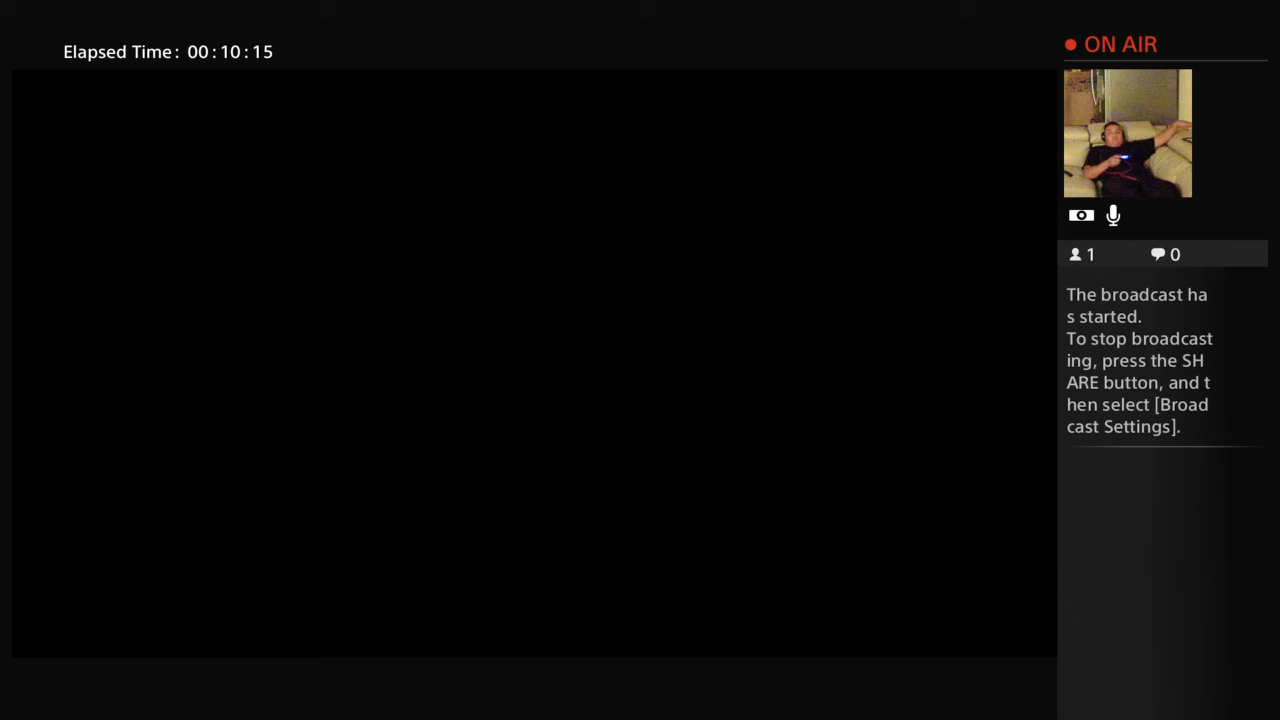 Elapsed Time: 00:10:15
ON AIR
1 0
The broadcast ha
s started.
To stop broadcast
ing, press the SH
ARE button, and t
hen select [Broad
cast Settings].